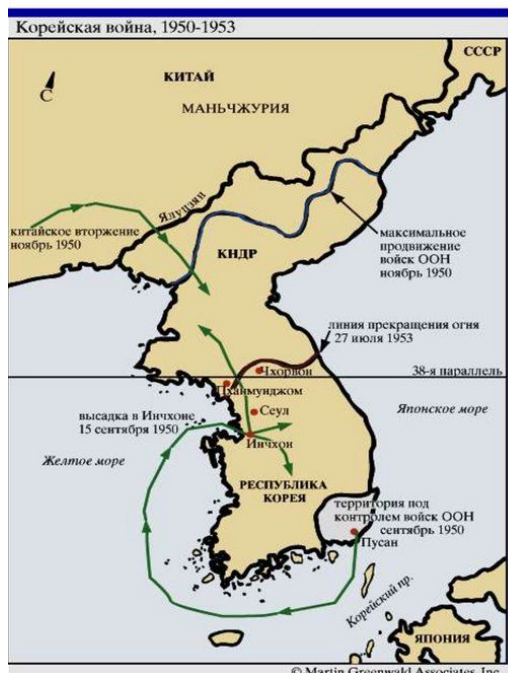 Корейская война, 1950-1953
СССР
КИТАЙ
МАНЬЧЖУРИЯ
С
Ялуцзян
китайское вторжение
ноябрь 1950
КНДР
максимальное
продвижение
войск ООН
ноябрь 1950
линия прекращения огня
27 июля 1953
Чхорвон
38-я параллель
Пханмунджом
высадка в Инчхоне
15 сентября 1950
Сеул
Японское море
Инчхон
Желтое море
РЕСПУБЛИКА
КОРЕЯ
территория под
контролем войск ООН
сентябрь 1950
Пусан
Корейский пр.
ЯПОНИЯ
© Martin Greenwald Associates, Inc.